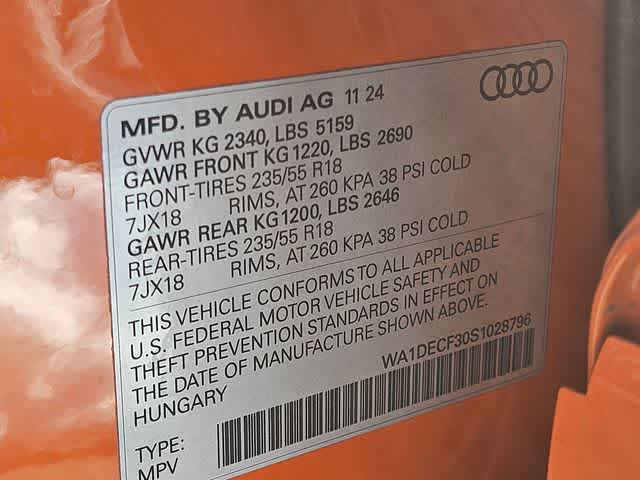 MFD. BY AUDI AG 11 24
GVWR KG 2340, LBS 5159
GAWR FRONT KG 1220, LBS 2690
FRONT-TIRES 235/55 R18
7JX18 RIMS, AT 260 KPA 38 PSI COLD
GAWR REAR KG1200, LBS 2646
REAR-TIRES 235/55 R18
7JX18 RIMS, AT 260 KPA 38 PSI COLD
THIS VEHICLE CONFORMS TO ALL APPLICABLE
U.S. FEDERAL MOTOR VEHICLE SAFETY AND
THEFT PREVENTION STANDARDS IN EFFECT ON
THE DATE OF MANUFACTURE SHOWN ABOVE.
HUNGARY WA1DECF30S1028796
TYPE:
MPV